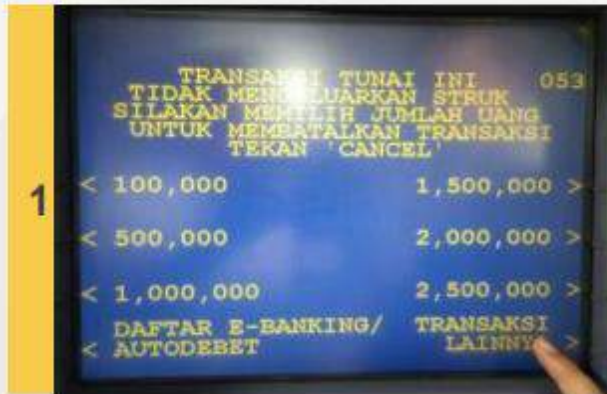 1
TRANSAKSI TUNAI INI 053
TIDAK MENGELUARKAN STRUK
SILAKAN MEMILIH JUMLAH UANG
UNTUK MEMBATALKAN TRANSAKSI
TEKAN 'CANCEL'
< 100,000 1,500,000 >
< 500,000 2,000,000 >
< 1,000,000 2,500,000 >
DAFTAR E-BANKING/ TRANSAKSI
< AUTODEBET LAINNYA >